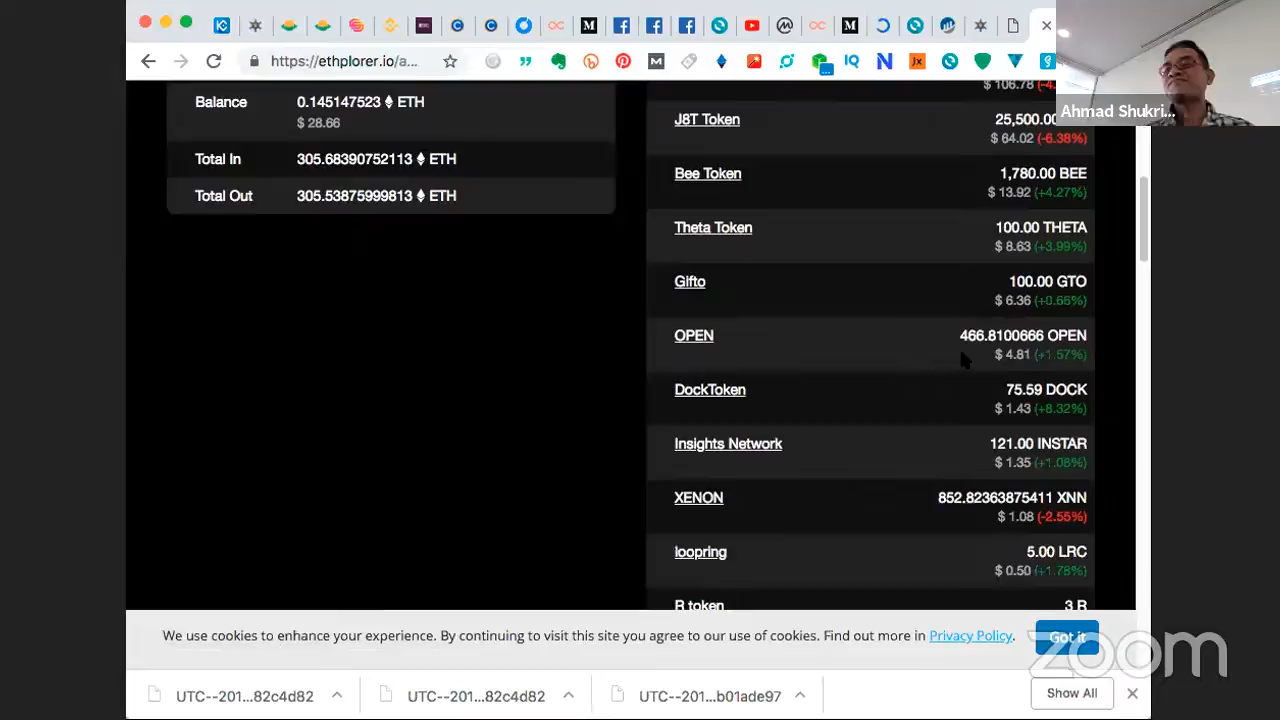 https://ethplorer.io/a...
Ahmad Shukri...
Balance
0.145147523 ETH
$ 28.66
Total In
305.68390752113 ETH
Total Out
305.53875999813 ETH
$ 106.78
J8T Token
25,500.00
$ 64.02 (-6.38%)
Bee Token
1,780.00 BEE
$ 13.92 (+4.27%)
Theta Token
100.00 THETA
$ 8.63 (+3.99%)
Gifto
100.00 GTO
$ 6.36 (+0.65%)
OPEN
466.8100666 OPEN
$ 4.81 (+1.57%)
DockToken
75.59 DOCK
$ 1.43 (+8.32%)
Insights Network
121.00 INSTAR
$ 1.35 (+1.06%)
XENON
852.82363875411 XNN
$ 1.08 (-2.55%)
loopring
5.00 LRC
$ 0.50 (+1.78%)
R token
3 R
We use cookies to enhance your experience. By continuing to visit this site you agree to our use of cookies. Find out more in Privacy Policy.
Got it
zoom
UTC--201...82c4d82
UTC--201...82c4d82
UTC--201...b01ade97
Show All